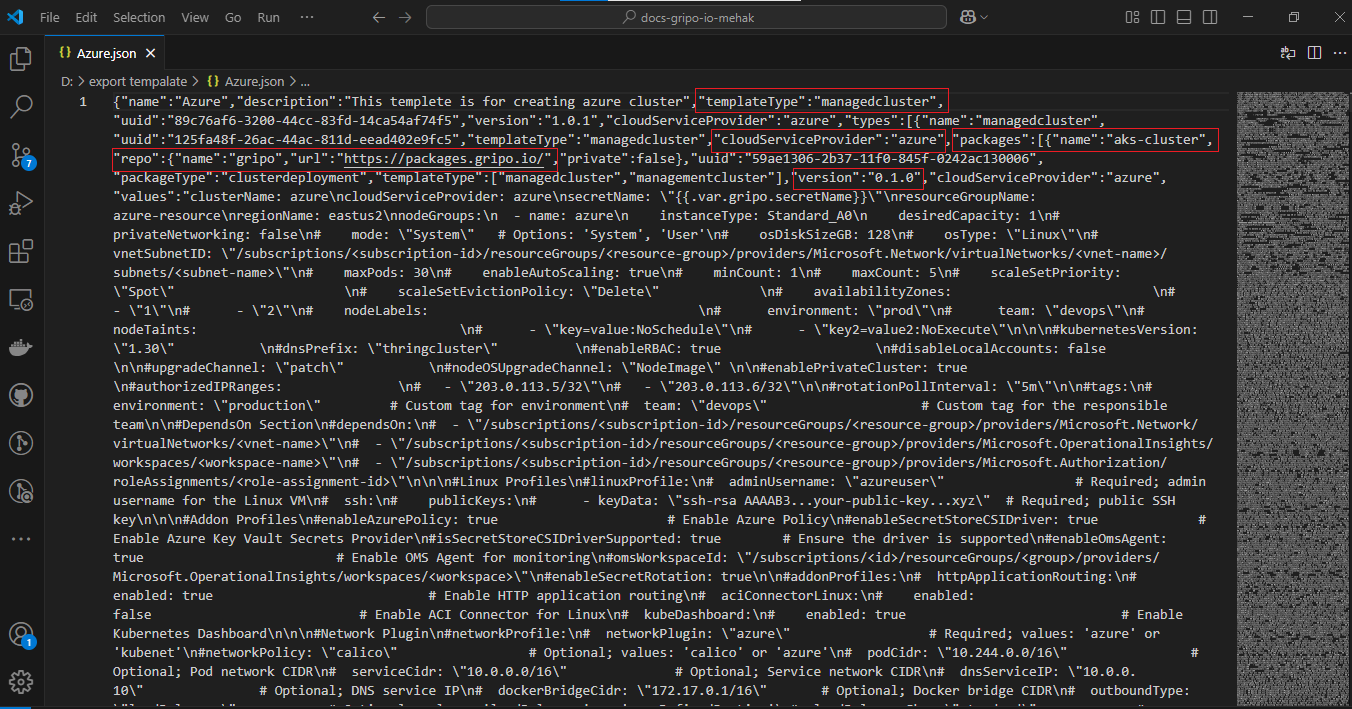 File Edit Selection View Go Run ··· docs-gripo-io-mehak
{} Azure.json
D: > export tempalate > {} Azure.json > ...
1 {"name":"Azure","description":"This templete is for creating azure cluster","templateType":"managedcluster",
"uuid":"89c76af6-3200-44cc-83fd-14ca54af74f5","version":"1.0.1","cloudServiceProvider":"azure","types":[{"name":"managedcluster",
"uuid":"125fa48f-26ac-44ac-811d-eead402e9fc5","templateType":"managedcluster","cloudServiceProvider":"azure","packages":[{"name":"aks-cluster",
"repo":{"name":"gripo","url":"https://packages.gripo.io/","private":false},"uuid":"59ae1306-2b37-11f0-845f-0242ac130006",
"packageType":"clusterdeployment","templateType":["managedcluster","managementcluster"],"version":"0.1.0","cloudServiceProvider":"azure",
"values":"clusterName: azure\ncloudServiceProvider: azure\nsecretName: \"{{.var.gripo.secretName}}\"\nresourceGroupName:
azure-resource\nregionName: eastus2\nnodeGroups:\n  - name: azure\n    instanceType: Standard_A0\n    desiredCapacity: 1\n#
privateNetworking: false\n#    mode: \"System\"   # Options: 'System', 'User'\n#    osDiskSizeGB: 128\n#    osType: \"Linux\"\n#
vnetSubnetID: \"/subscriptions/<subscription-id>/resourceGroups/<resource-group>/providers/Microsoft.Network/virtualNetworks/<vnet-name>/
subnets/<subnet-name>\"\n#    maxPods: 30\n#    enableAutoScaling: true\n#    minCount: 1\n#    maxCount: 5\n#    scaleSetPriority:
\"Spot\"                      \n#    scaleSetEvictionPolicy: \"Delete\"             \n#    availabilityZones:                          \n#
- \"1\"\n#      - \"2\"\n#    nodeLabels:                                 \n#      environment: \"prod\"\n#      team: \"devops\"\n#
nodeTaints:                                 \n#      - \"key=value:NoSchedule\"\n#      - \"key2=value2:NoExecute\"\n\n\n#kubernetesVersion:
\"1.30\"           \n#dnsPrefix: \"thringcluster\"          \n#enableRBAC: true                    \n#disableLocalAccounts: false
\n\n#upgradeChannel: \"patch\"           \n#nodeOSUpgradeChannel: \"NodeImage\" \n\n#enablePrivateCluster: true
\n#authorizedIPRanges:               \n#  - \"203.0.113.5/32\"\n#  - \"203.0.113.6/32\"\n\n#rotationPollInterval: \"5m\"\n\n#tags:\n#
environment: \"production\"         # Custom tag for environment\n#  team: \"devops\"                    # Custom tag for the responsible
team\n\n#DependsOn Section\n#dependsOn:\n#  - \"/subscriptions/<subscription-id>/resourceGroups/<resource-group>/providers/Microsoft.Network/
virtualNetworks/<vnet-name>\"\n#  - \"/subscriptions/<subscription-id>/resourceGroups/<resource-group>/providers/Microsoft.OperationalInsights/
workspaces/<workspace-name>\"\n#  - \"/subscriptions/<subscription-id>/resourceGroups/<resource-group>/providers/Microsoft.Authorization/
roleAssignments/<role-assignment-id>\"\n\n\n#Linux Profiles\n#linuxProfile:\n#  adminUsername: \"azureuser\"                 # Required; admin
username for the Linux VM\n#  ssh:\n#    publicKeys:\n#      - keyData: \"ssh-rsa AAAAB3...your-public-key...xyz\"  # Required; public SSH
key\n\n\n#Addon Profiles\n#enableAzurePolicy: true                      # Enable Azure Policy\n#enableSecretStoreCSIDriver: true             #
Enable Azure Key Vault Secrets Provider\n#isSecretStoreCSIDriverSupported: true        # Ensure the driver is supported\n#enableOmsAgent:
true                         # Enable OMS Agent for monitoring\n#omsWorkspaceId: \"/subscriptions/<id>/resourceGroups/<group>/providers/
Microsoft.OperationalInsights/workspaces/<workspace>\"\n#enableSecretRotation: true\n\n#addonProfiles:\n#  httpApplicationRouting:\n#
enabled: true                            # Enable HTTP application routing\n#  aciConnectorLinux:\n#    enabled:
false                           # Enable ACI Connector for Linux\n#  kubeDashboard:\n#    enabled: true                            # Enable
Kubernetes Dashboard\n\n\n#Network Plugin\n#networkProfile:\n#  networkPlugin: \"azure\"                  # Required; values: 'azure' or
'kubenet'\n#networkPolicy: \"calico\"                 # Optional; values: 'calico' or 'azure'\n#  podCidr: \"10.244.0.0/16\"                #
Optional; Pod network CIDR\n#  serviceCidr: \"10.0.0.0/16\"              # Optional; Service network CIDR\n#  dnsServiceIP: \"10.0.0.
10\"               # Optional; DNS service IP\n#  dockerBridgeCidr: \"172.17.0.1/16\"       # Optional; Docker bridge CIDR\n#  outboundType:
7
1